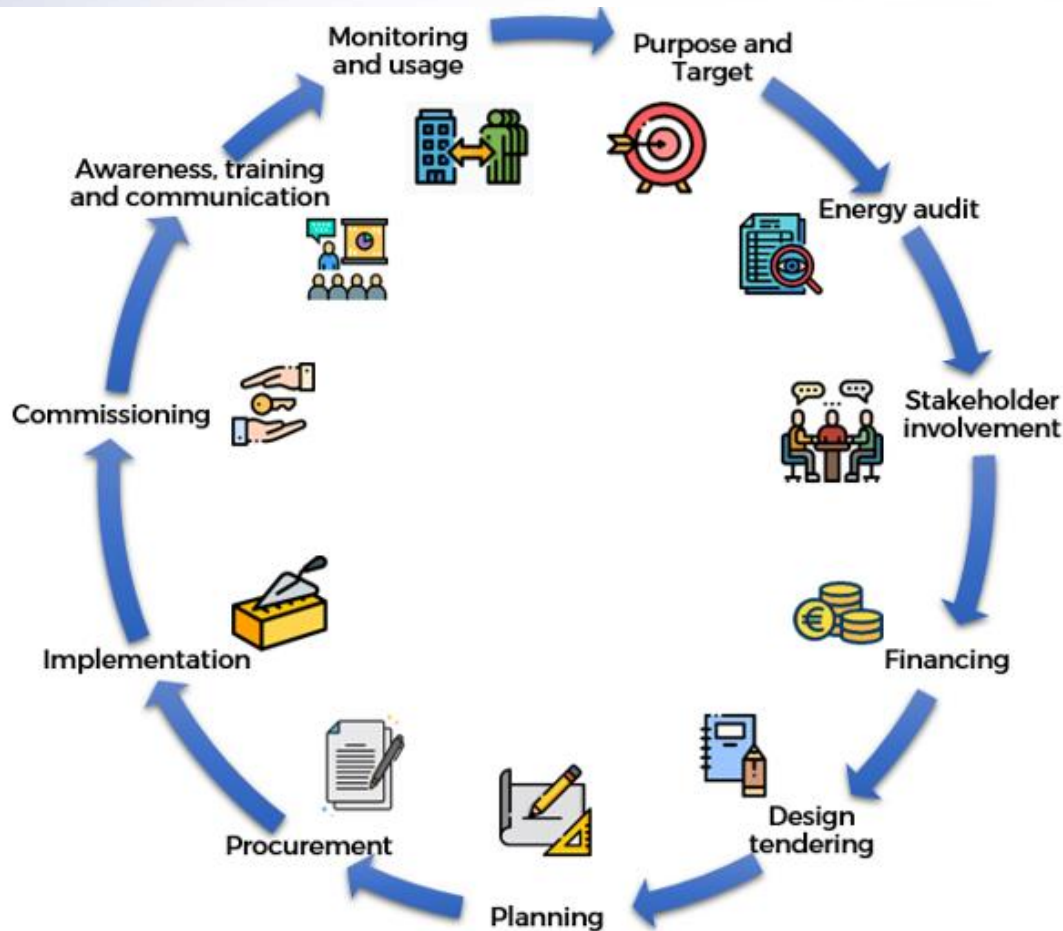 Monitoring
and usage
Purpose and
Target
Energy audit
Stakeholder
involvement
Financing
Design
tendering
Planning
Procurement
Implementation
Commissioning
Awareness, training
and communication
€